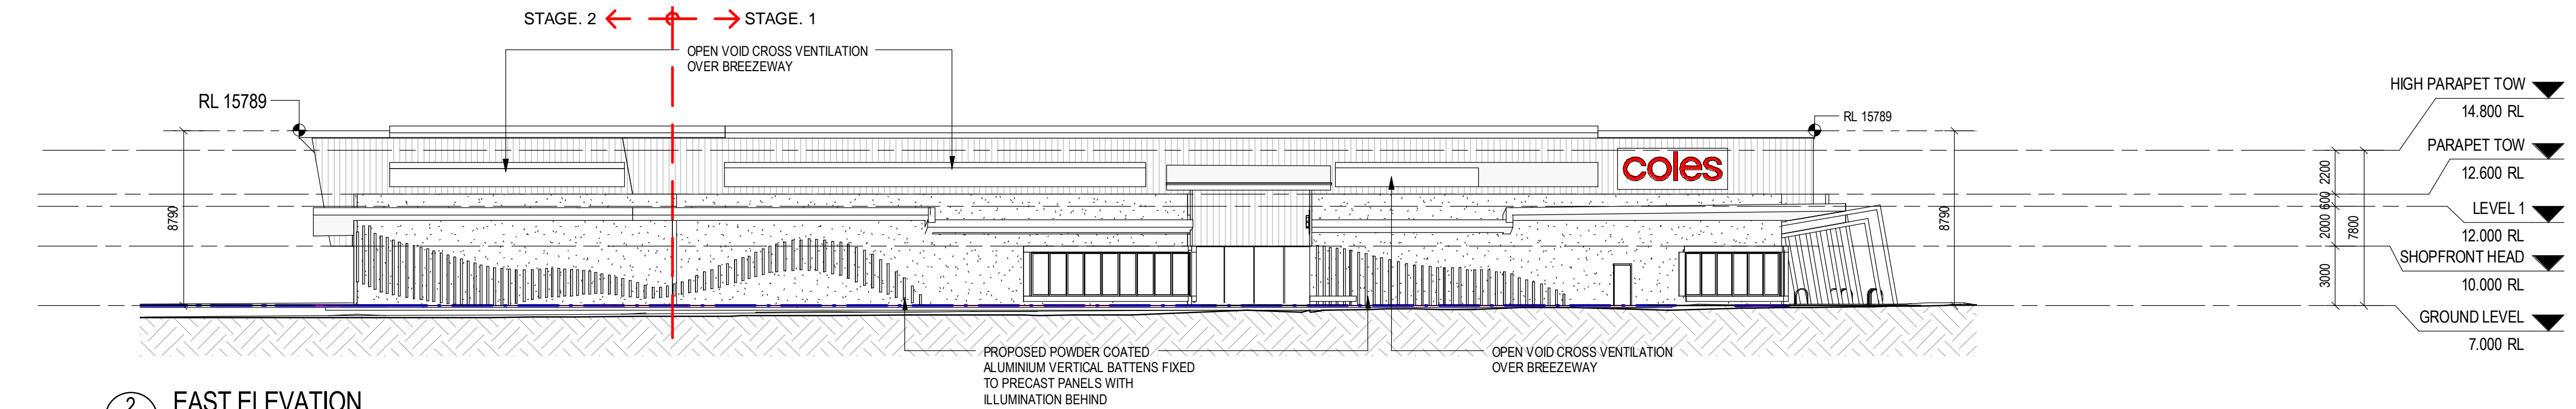 STAGE. 2
STAGE. 1
OPEN VOID CROSS VENTILATION
OVER BREEZEWAY
RL 15789
RL 15789
HIGH PARAPET TOW
14.800 RL
PARAPET TOW
12.600 RL
LEVEL 1
12.000 RL
SHOPFRONT HEAD
10.000 RL
GROUND LEVEL
7.000 RL
coles
8790
8790
2200
600
2000
3000
7800
PROPOSED POWDER COATED
ALUMINIUM VERTICAL BATTENS FIXED
TO PRECAST PANELS WITH
ILLUMINATION BEHIND
OPEN VOID CROSS VENTILATION
OVER BREEZEWAY
2
EAST ELEVATION